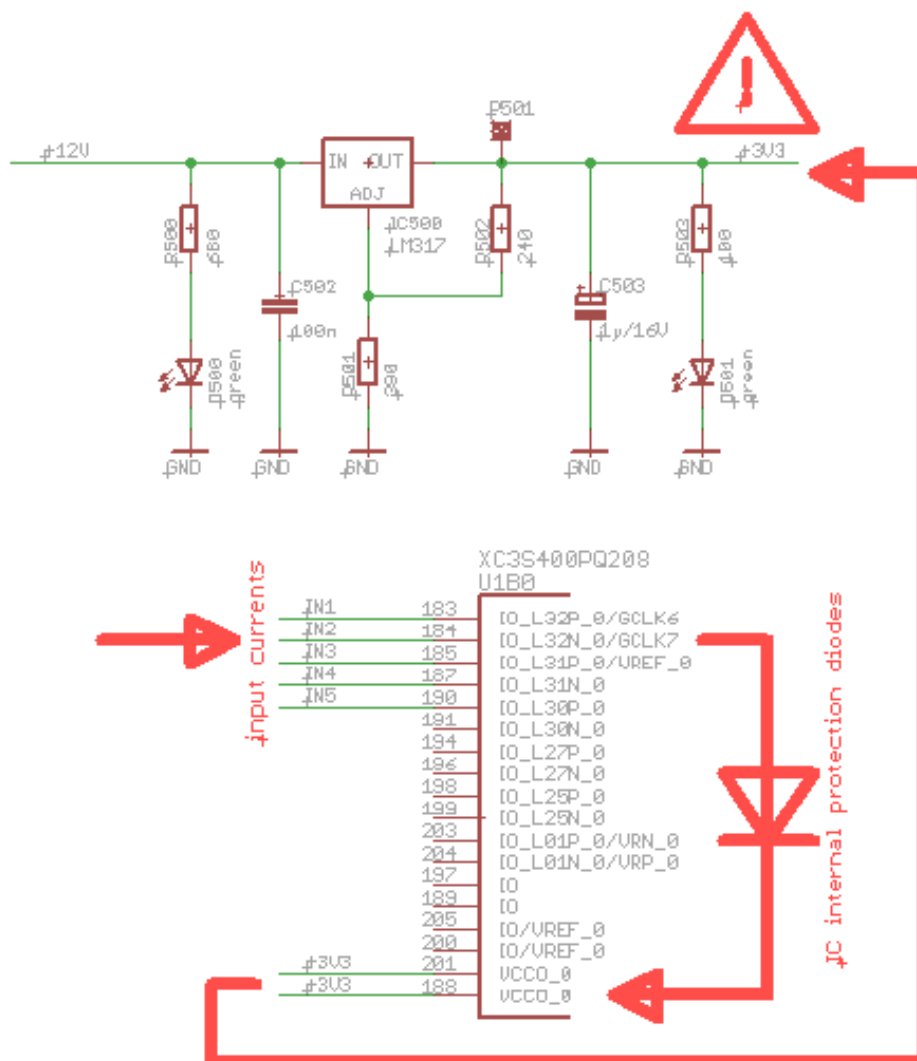 !
P501
+12V
IN
OUT
+3V3
ADJ
IC500
LM317
R500
680
R502
240
R503
100
C502
100n
C503
1µ/16V
R501
390
D500
green
D501
green
GND
GND
GND
GND
GND
XC3S400PQ208
U1B0
input currents
IN1 183 IO_L32P_0/GCLK6
IN2 184 IO_L32N_0/GCLK7
IN3 185 IO_L31P_0/VREF_0
IN4 187 IO_L31N_0
IN5 190 IO_L30P_0
191 IO_L30N_0
194 IO_L27P_0
196 IO_L27N_0
198 IO_L25P_0
199 IO_L25N_0
203 IO_L01P_0/VRN_0
204 IO_L01N_0/VRP_0
197 IO
189 IO
205 IO/VREF_0
200 IO/VREF_0
+3V3 201 VCCO_0
+3V3 188 VCCO_0
IC internal protection diodes